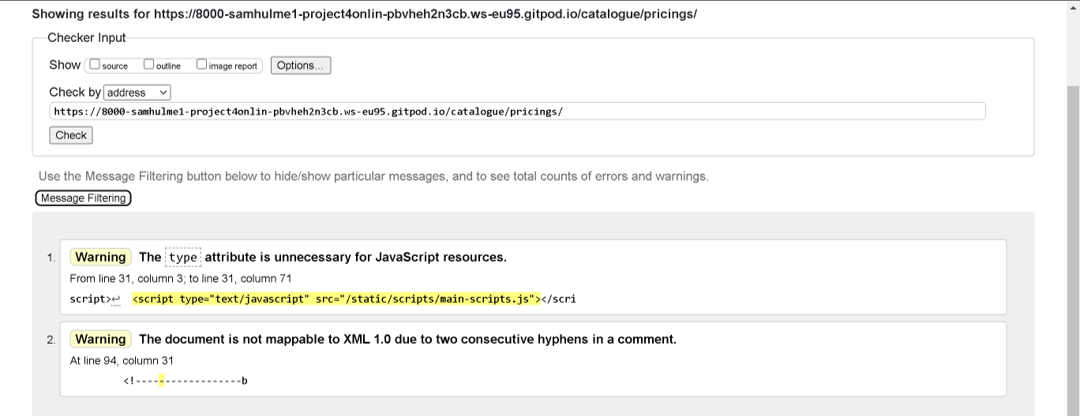 Showing results for https://8000-samhulme1-project4onlin-pbvheh2n3cb.ws-eu95.gitpod.io/catalogue/pricings/
Checker Input
Show source outline image report Options...
Check by address
https://8000-samhulme1-project4onlin-pbvheh2n3cb.ws-eu95.gitpod.io/catalogue/pricings/
Check
Use the Message Filtering button below to hide/show particular messages, and to see total counts of errors and warnings.
Message Filtering
1. Warning The type attribute is unnecessary for JavaScript resources.
From line 31, column 3; to line 31, column 71
script>↩ <script type="text/javascript" src="/static/scripts/main-scripts.js"></scri
2. Warning The document is not mappable to XML 1.0 due to two consecutive hyphens in a comment.
At line 94, column 31
<!------------------b